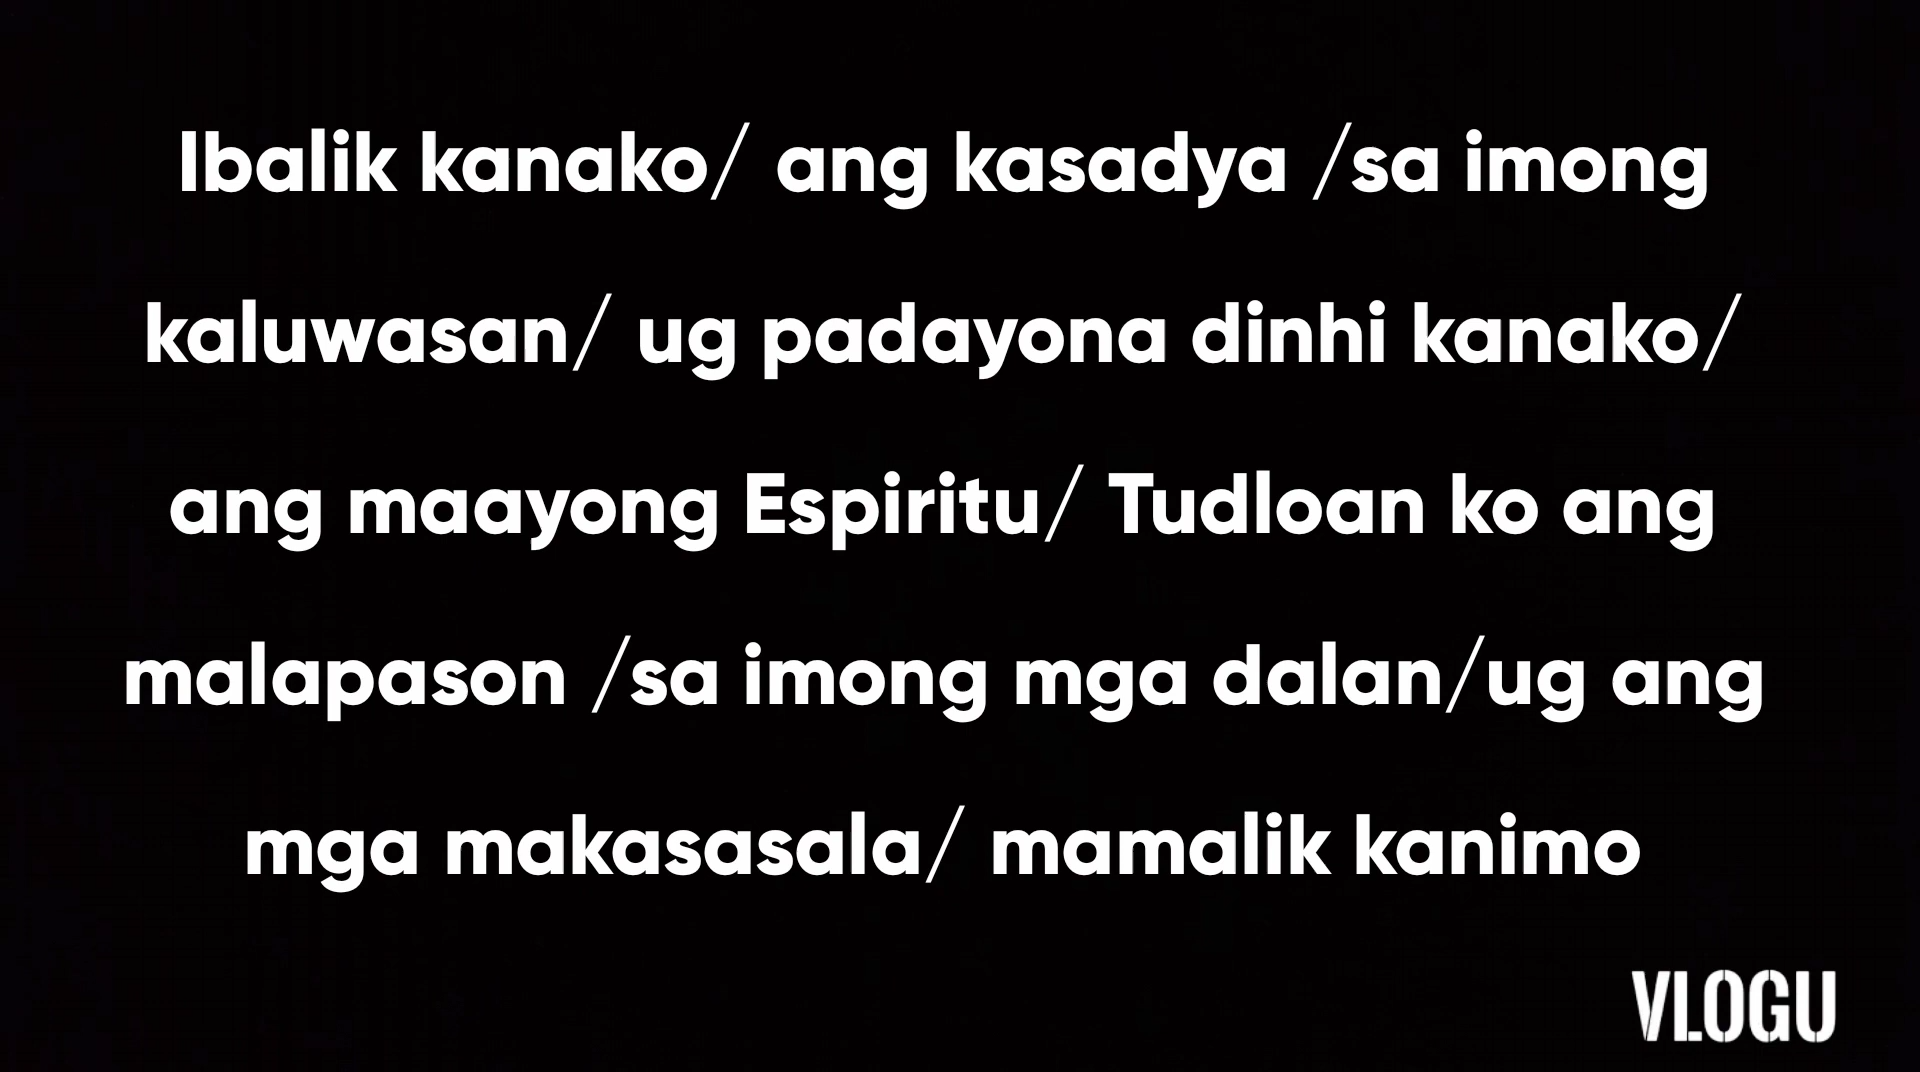 Ibalik kanako/ ang kasadya /sa imong
kaluwasan/ ug padayona dinhi kanako/
ang maayong Espiritu/ Tudloan ko ang
malapason /sa imong mga dalan/ug ang
mga makasasala/ mamalik kanimo
VLOGU